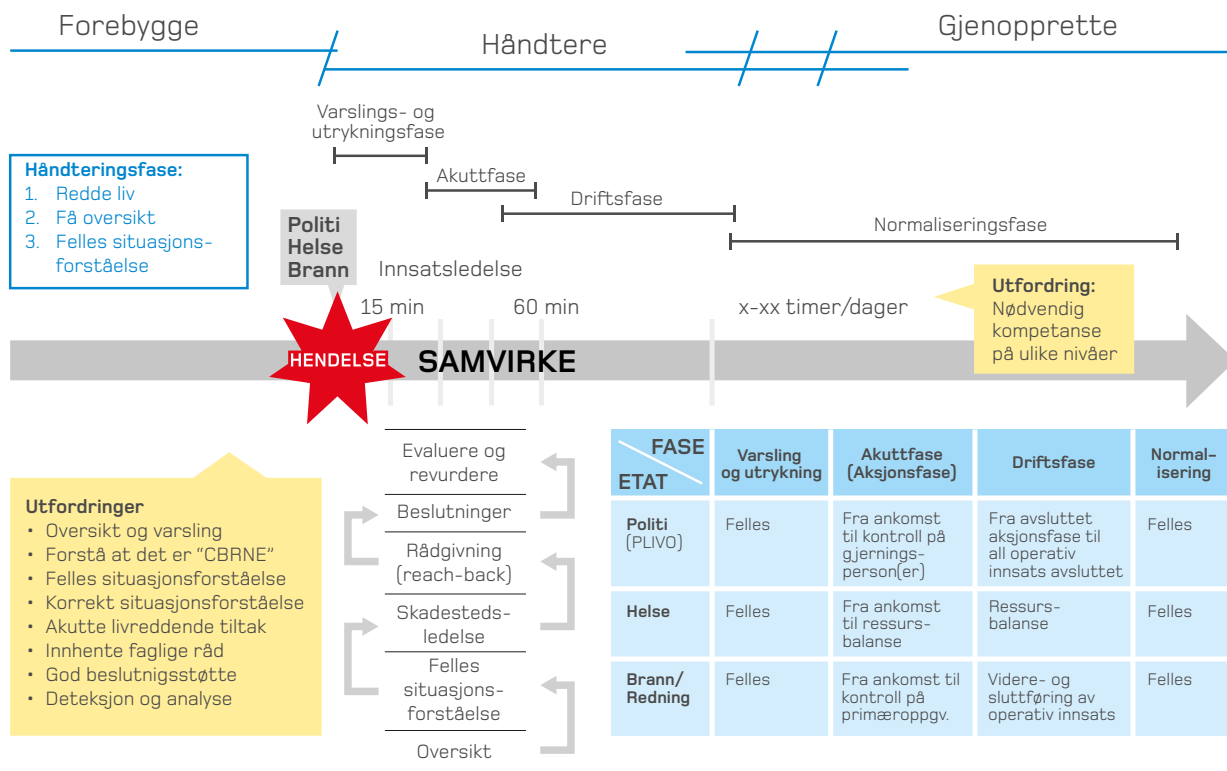 Forebygge
Håndtere
Gjenopprette
Varslings- og
utrykningsfase
Akuttfase
Driftsfase
Normaliseringsfase
Håndteringsfase:
1. Redde liv
2. Få oversikt
3. Felles situasjons-
forståelse
Politi
Helse
Brann
Innsatsledelse
15 min
60 min
x-xx timer/dager
Utfordring:
Nødvendig
kompetanse
på ulike nivåer
HENDELSE
SAMVIRKE
Utfordringer
• Oversikt og varsling
• Forstå at det er “CBRNE”
• Felles situasjonsforståelse
• Korrekt situasjonsforståelse
• Akutte livreddende tiltak
• Innhente faglige råd
• God beslutnigsstøtte
• Deteksjon og analyse
Evaluere og
revurdere
Beslutninger
Rådgivning
(reach-back)
Skadesteds-
ledelse
Felles
situasjons-
forståelse
Oversikt
FASE
ETAT
Varsling
og utrykning
Akuttfase
(Aksjonsfase)
Driftsfase
Normal-
isering
Politi
(PLIVO)
Felles
Fra ankomst
til kontroll på
gjernings-
person(er)
Fra avsluttet
aksjonsfase til
all operativ
innsats avsluttet
Felles
Helse
Felles
Fra ankomst
til ressurs-
balanse
Ressurs-
balanse
Felles
Brann/
Redning
Felles
Fra ankomst til
kontroll på
primæroppgv.
Videre- og
sluttføring av
operativ innsats
Felles